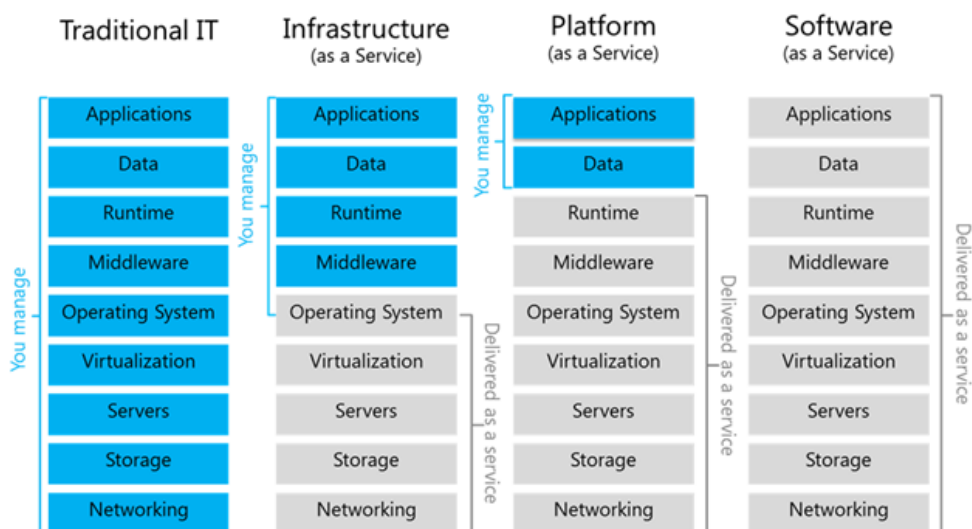 Traditional IT
Infrastructure
(as a Service)
Platform
(as a Service)
Software
(as a Service)
You manage
Applications
Data
Runtime
Middleware
Operating System
Virtualization
Servers
Storage
Networking
You manage
Applications
Data
Runtime
Middleware
Operating System
Virtualization
Servers
Storage
Networking
Delivered as a service
You manage
Applications
Data
Runtime
Middleware
Operating System
Virtualization
Servers
Storage
Networking
Delivered as a service
Applications
Data
Runtime
Middleware
Operating System
Virtualization
Servers
Storage
Networking
Delivered as a service